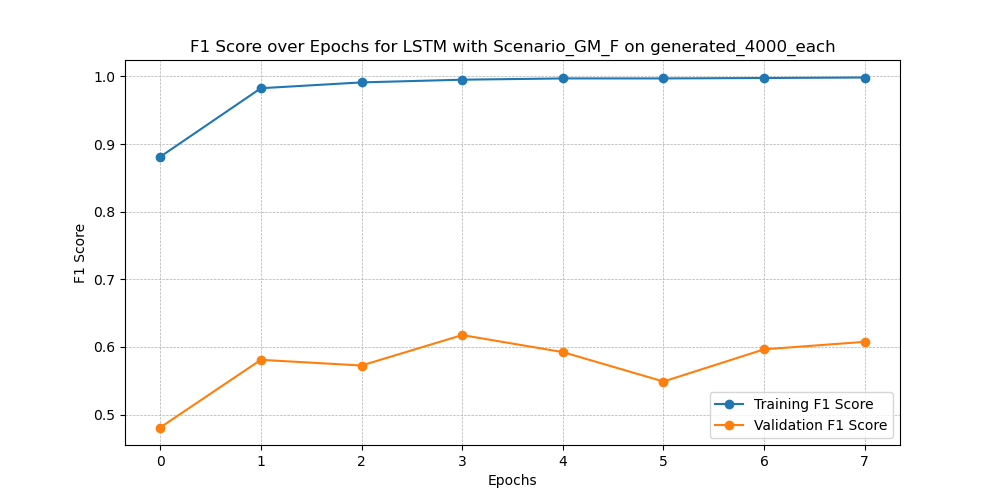 F1 Score over Epochs for LSTM with Scenario_GM_F on generated_4000_each
1.0
0.9
0.8
0.7
0.6
0.5
F1 Score
0 1 2 3 4 5 6 7
Epochs
Training F1 Score
Validation F1 Score